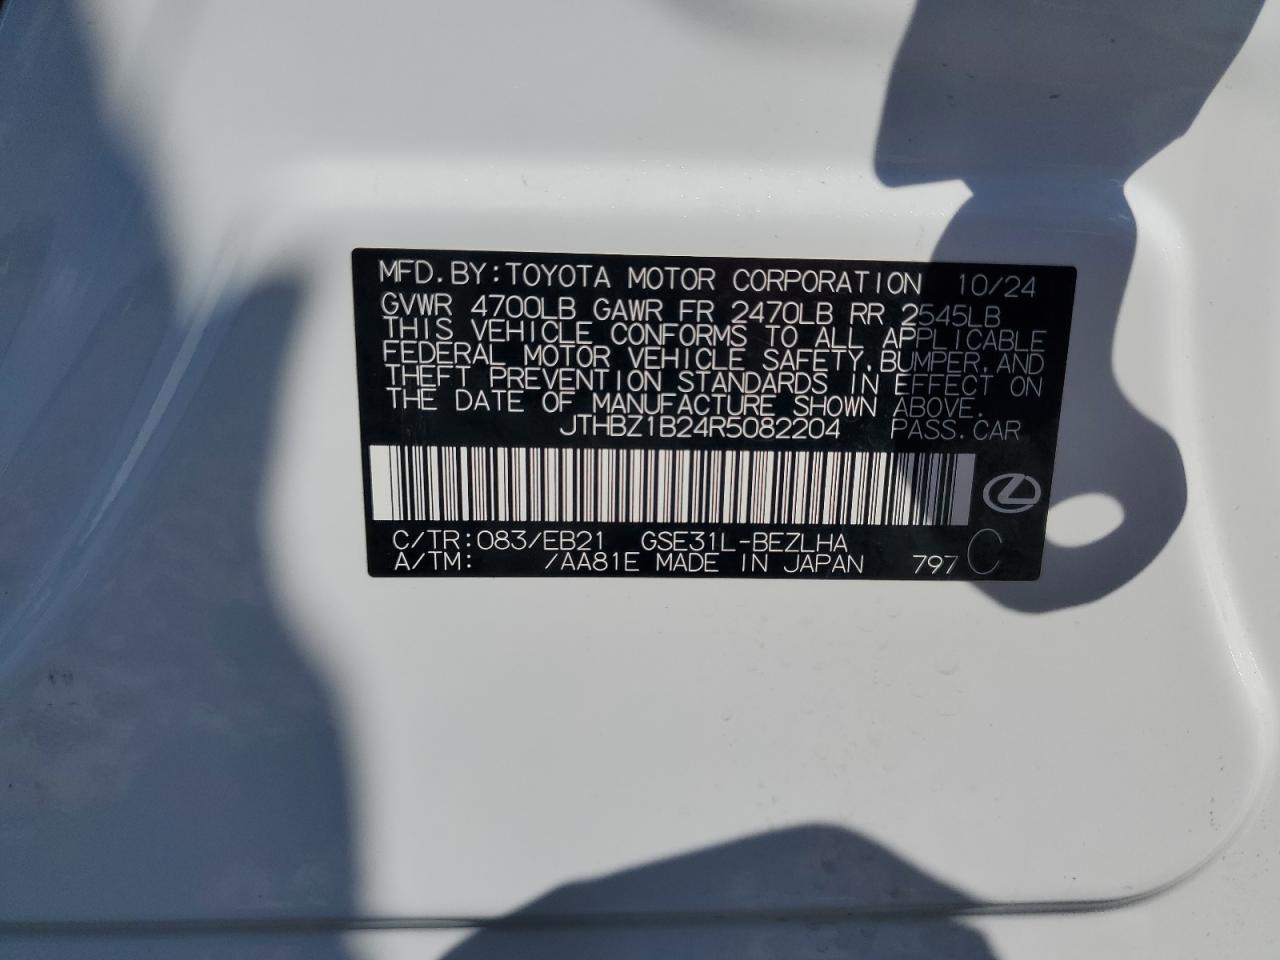 MFD.BY:TOYOTA MOTOR CORPORATION 10/24
GVWR 4700LB GAWR FR 2470LB RR 2545LB
THIS VEHICLE CONFORMS TO ALL APPLICABLE
FEDERAL MOTOR VEHICLE SAFETY,BUMPER,AND
THEFT PREVENTION STANDARDS IN EFFECT ON
THE DATE OF MANUFACTURE SHOWN ABOVE.
JTHBZ1B24R5082204 PASS.CAR
C/TR:083/EB21 GSE31L-BEZLHA
A/TM: /AA81E MADE IN JAPAN 797 C